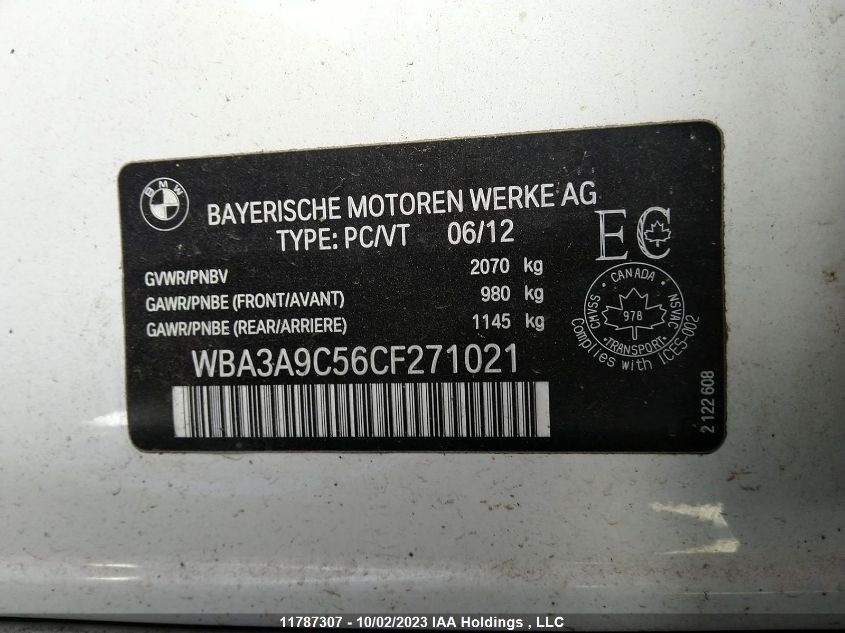 BMW
BAYERISCHE MOTOREN WERKE AG
TYPE: PC/VT 06/12
EC
GVWR/PNBV 2070 kg
GAWR/PNBE (FRONT/AVANT) 980 kg
GAWR/PNBE (REAR/ARRIERE) 1145 kg
CANADA
CMVSS
NSVAC
978
TRANSPORT
Complies with ICES-002
WBA3A9C56CF271021
2 122 608
11787307 - 10/02/2023 IAA Holdings , LLC